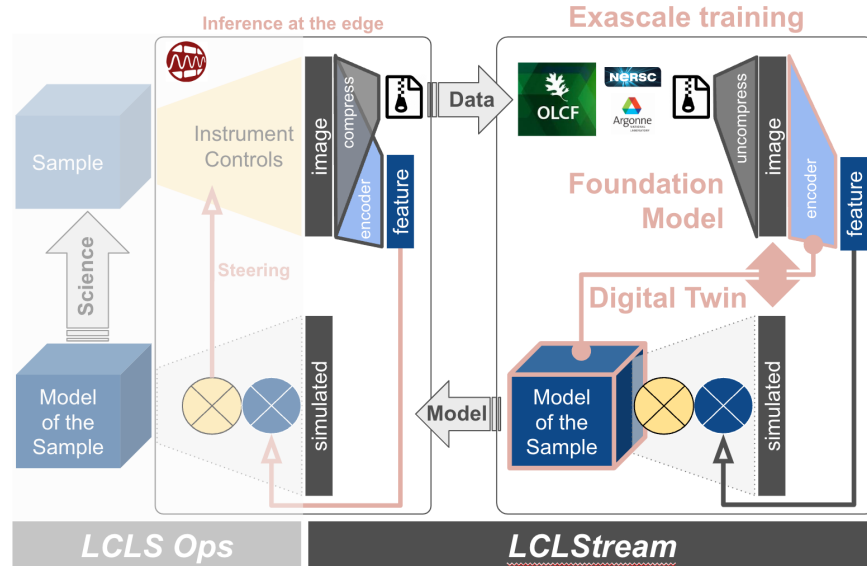 Inference at the edge
Exascale training
Sample
Instrument
Controls
image
compress
encoder
feature
Data
OLCF
NERSC
Argonne
NATIONAL LABORATORY
uncompress
image
encoder
feature
Foundation
Model
Science
Steering
Digital Twin
Model
of the
Sample
simulated
Model
Model
of the
Sample
simulated
LCLS Ops
LCLStream